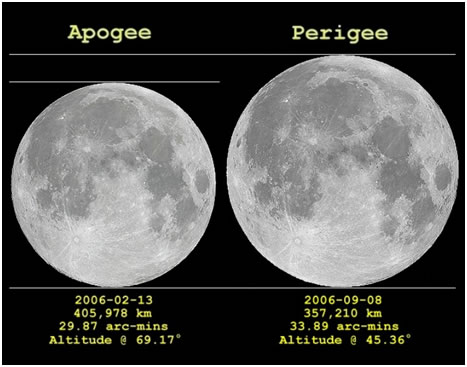 Apogee
Perigee
2006-02-13
405,978 km
29.87 arc-mins
Altitude @ 69.17°
2006-09-08
357,210 km
33.89 arc-mins
Altitude @ 45.36°